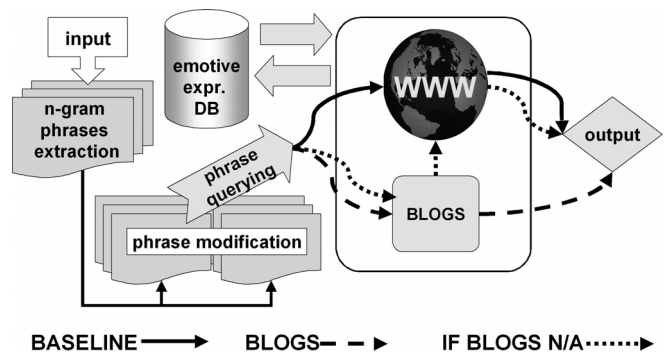 input
emotive
expr.
DB
n-gram
phrases
extraction
WWW
output
phrase
querying
BLOGS
phrase modification
BASELINE
BLOGS
IF BLOGS N/A